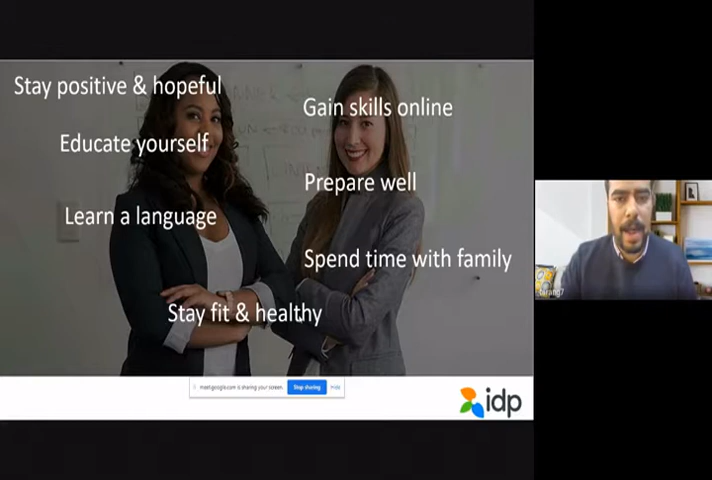 Stay positive & hopeful
Gain skills online
Educate yourself
Prepare well
Learn a language
Spend time with family
Stay fit & healthy
meet.google.com is sharing your screen.
Stop sharing
Hide
idp
tarang7